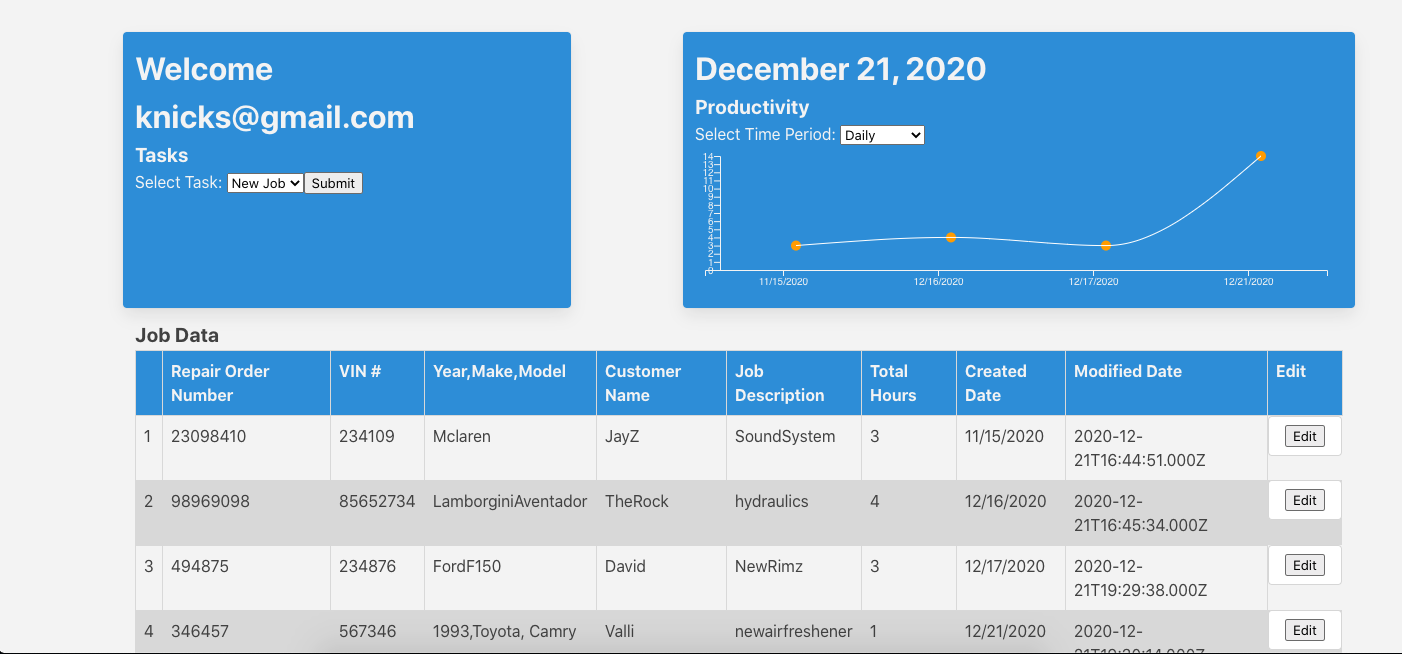 Welcome
knicks@gmail.com
Tasks
Select Task: New Job Submit
December 21, 2020
Productivity
Select Time Period: Daily
14
13
12
11
10
9
8
7
6
5
4
3
2
1
0
11/15/2020 12/16/2020 12/17/2020 12/21/2020
Job Data
Repair Order Number VIN # Year,Make,Model Customer Name Job Description Total Hours Created Date Modified Date Edit
1 23098410 234109 Mclaren JayZ SoundSystem 3 11/15/2020 2020-12-21T16:44:51.000Z Edit
2 98969098 85652734 LamborginiAventador TheRock hydraulics 4 12/16/2020 2020-12-21T16:45:34.000Z Edit
3 494875 234876 FordF150 David NewRimz 3 12/17/2020 2020-12-21T19:29:38.000Z Edit
4 346457 567346 1993,Toyota, Camry Valli newairfreshener 1 12/21/2020 2020-12- Edit